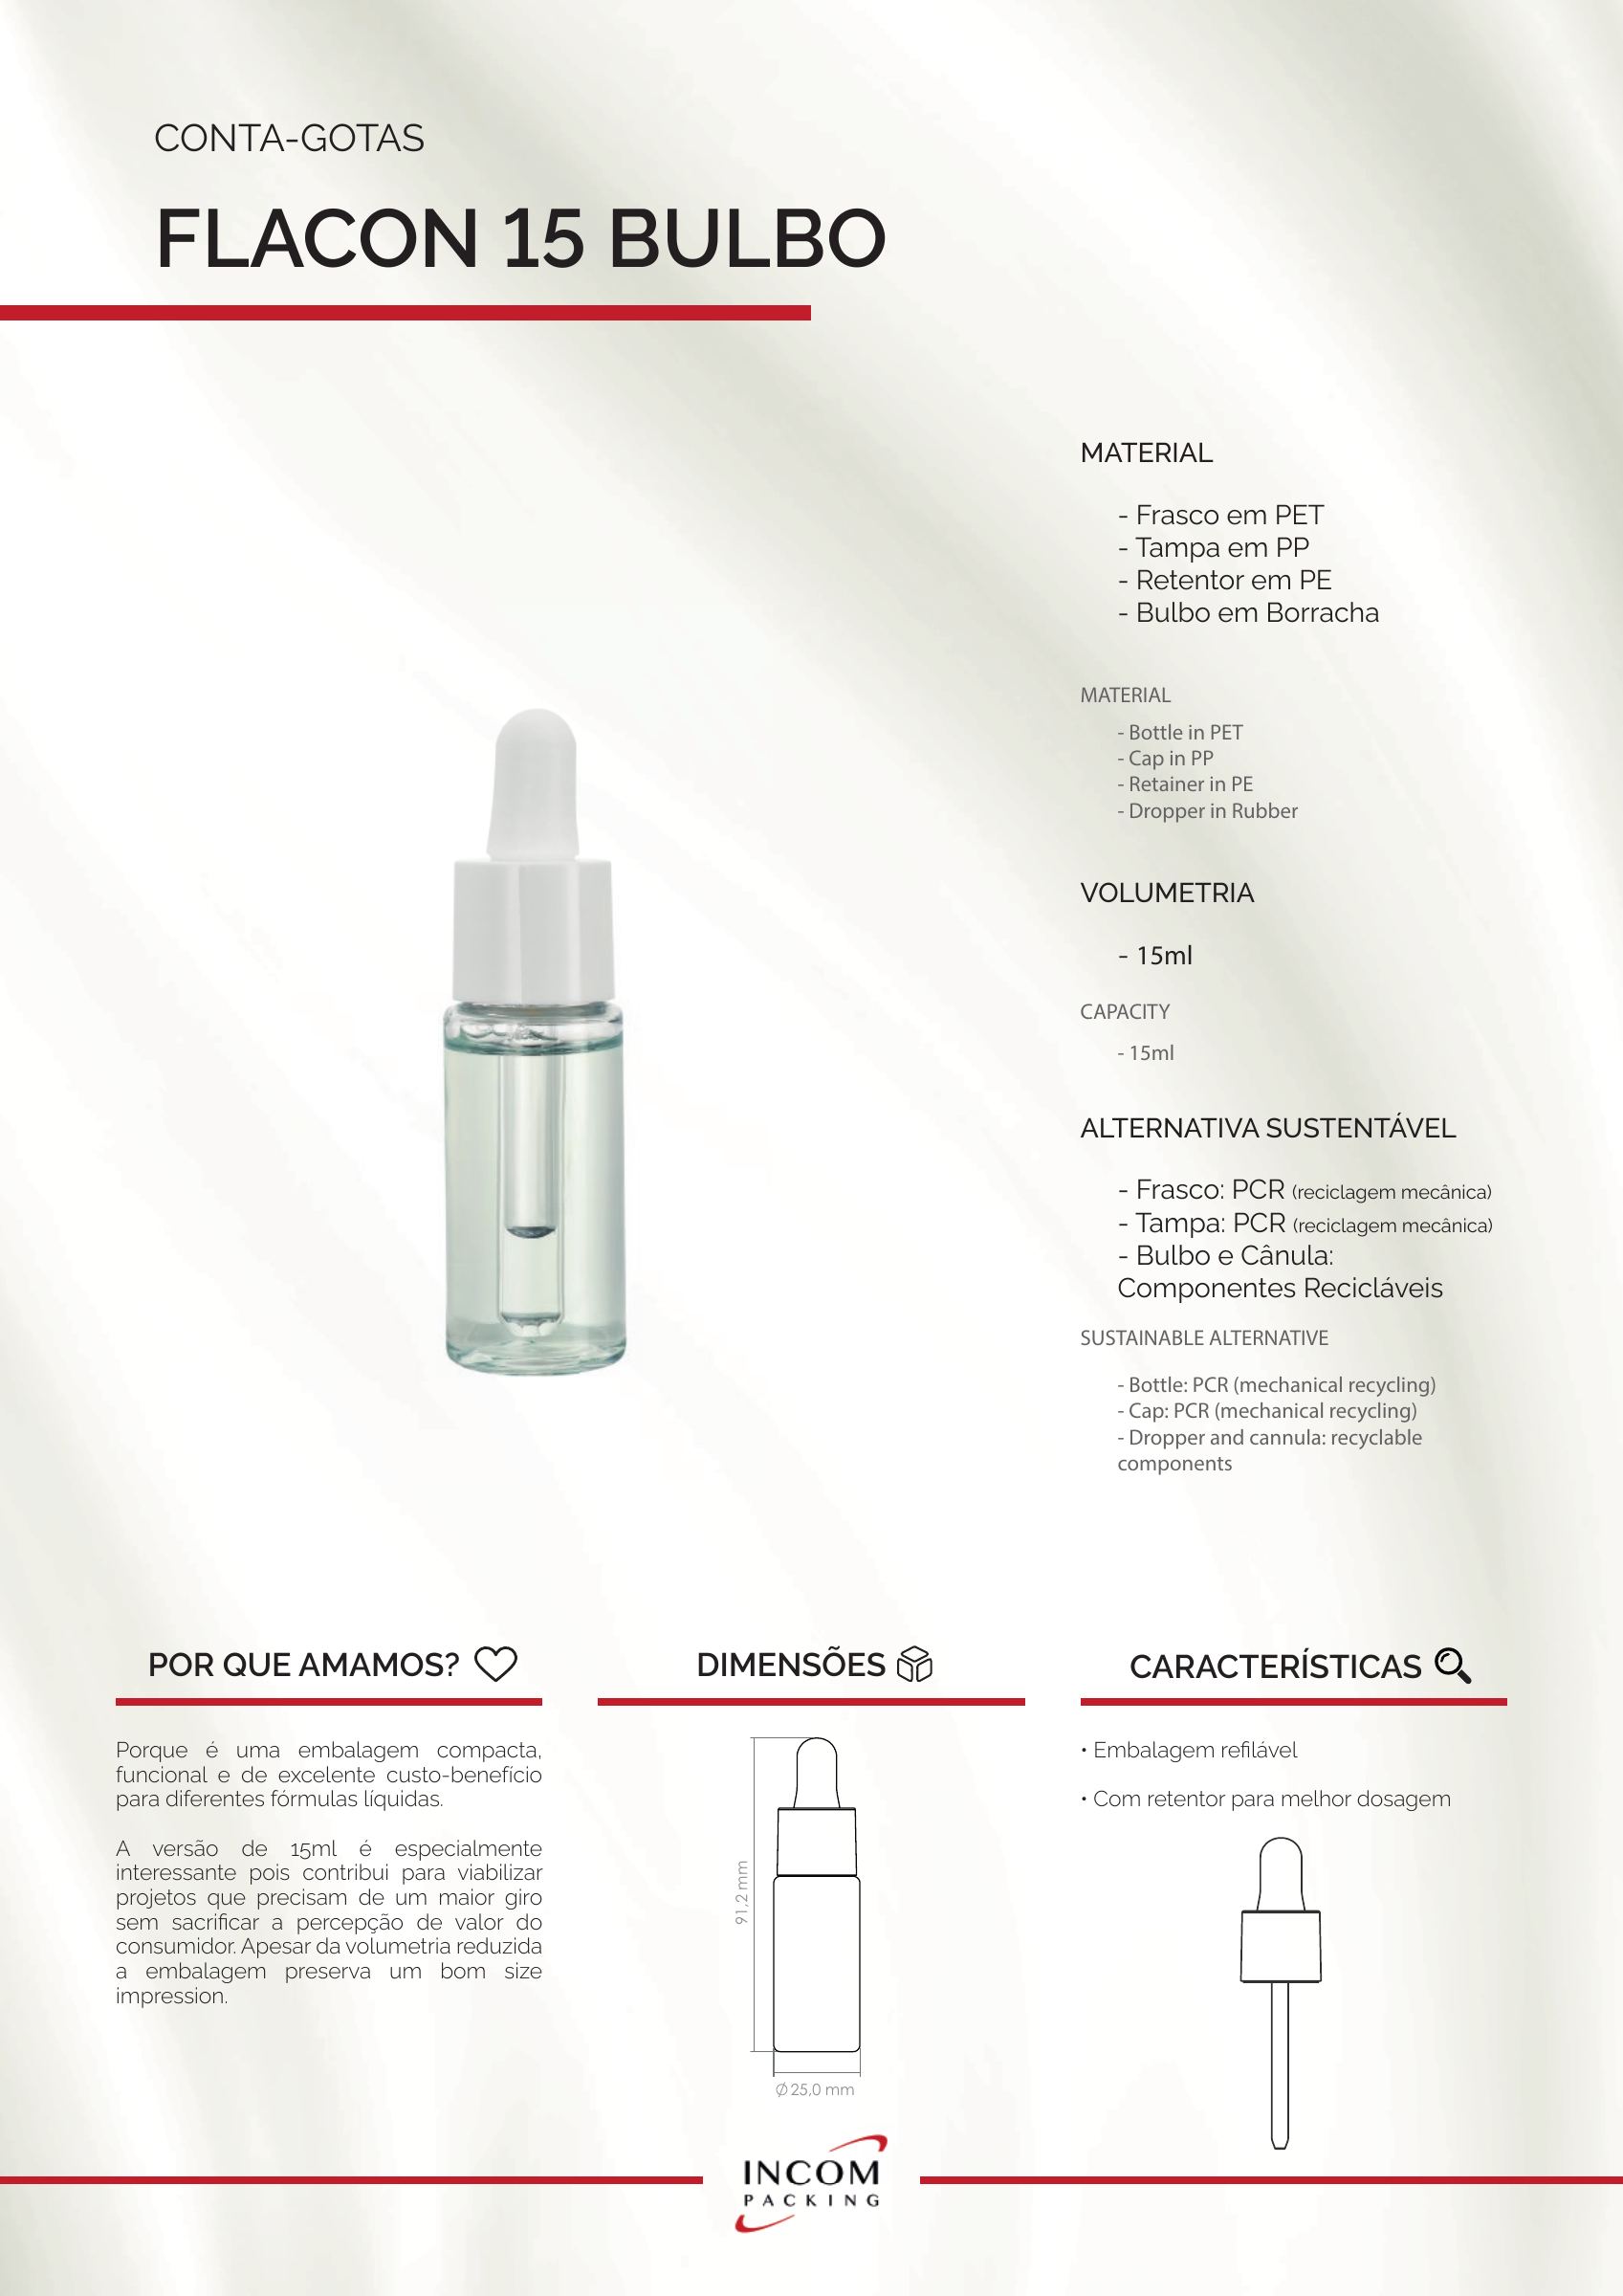 CONTA-GOTAS
FLACON 15 BULBO
MATERIAL
- Frasco em PET
- Tampa em PP
- Retentor em PE
- Bulbo em Borracha
MATERIAL
- Bottle in PET
- Cap in PP
- Retainer in PE
- Dropper in Rubber
VOLUMETRIA
- 15ml
CAPACITY
- 15ml
ALTERNATIVA SUSTENTÁVEL
- Frasco: PCR (reciclagem mecânica)
- Tampa: PCR (reciclagem mecânica)
- Bulbo e Cânula:
Componentes Recicláveis
SUSTAINABLE ALTERNATIVE
- Bottle: PCR (mechanical recycling)
- Cap: PCR (mechanical recycling)
- Dropper and cannula: recyclable
components
POR QUE AMAMOS?
Porque é uma embalagem compacta,
funcional e de excelente custo-benefício
para diferentes fórmulas líquidas.
A versão de 15ml é especialmente
interessante pois contribui para viabilizar
projetos que precisam de um maior giro
sem sacrificar a percepção de valor do
consumidor. Apesar da volumetria reduzida
a embalagem preserva um bom size
impression.
DIMENSÕES
91,2 mm
Ø 25,0 mm
CARACTERÍSTICAS
• Embalagem refilável
• Com retentor para melhor dosagem
INCOM
PACKING